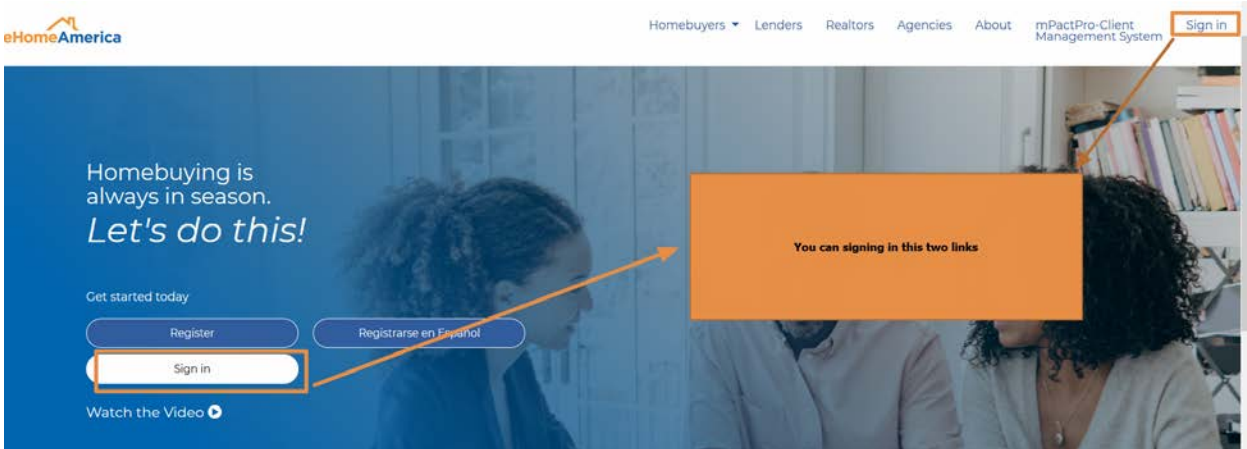 eHomeAmerica
Homebuyers Lenders Realtors Agencies About mPactPro-Client Sign in
Management System
Homebuying is
always in season.
Let's do this!
You can signing in this two links
Get started today
Register Registrarse en Español
Sign in
Watch the Video